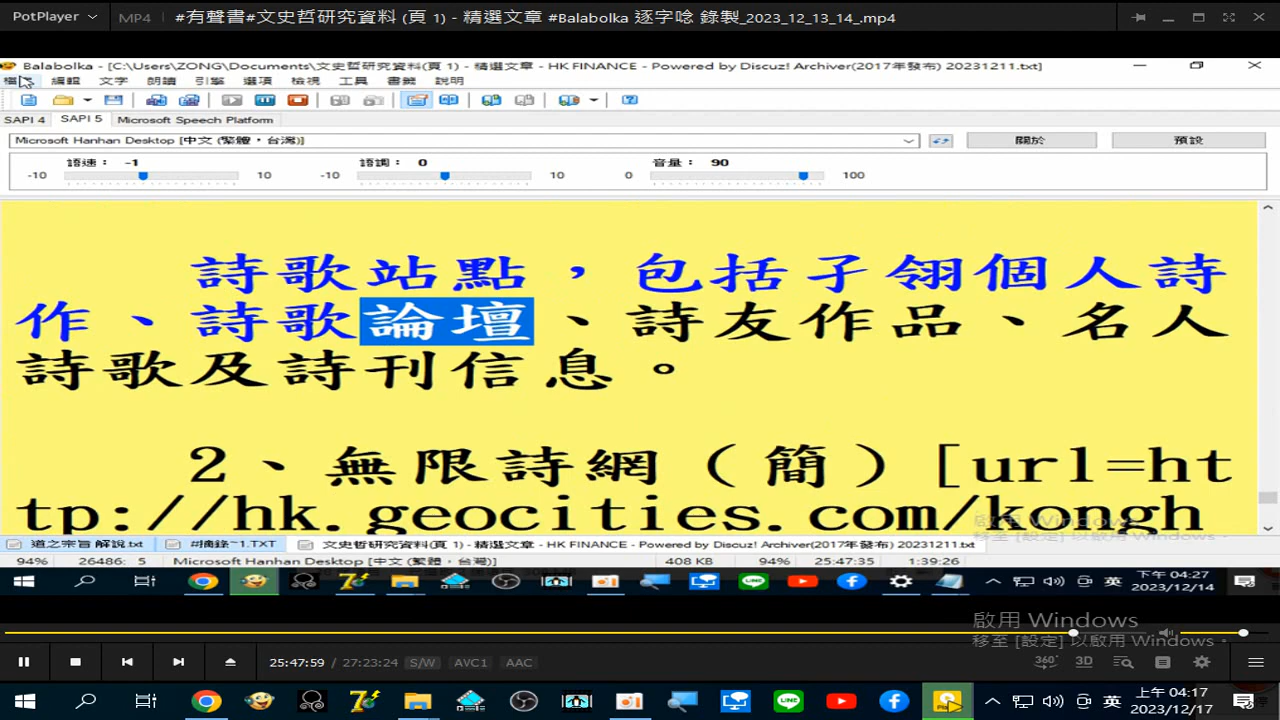 PotPlayer MP4 #有聲書#文史哲研究資料 (頁 1) - 精選文章 #Balabolka 逐字唸 錄製_2023_12_13_14_.mp4
Balabolka - [C:\Users\ZONG\Documents\文史哲研究資料(頁 1) - 精選文章 - HK FINANCE - Powered by Discuz! Archiver(2017年發布) 20231211.txt]
檔案 編輯 文字 朗讀 引擎 選項 檢視 工具 書籤 說明
SAPI 4 SAPI 5 Microsoft Speech Platform
Microsoft Hanhan Desktop [中文 (繁體，台灣)] 關於 預設
語速： -1 語調： 0 音量： 90
-10 10 -10 10 0 100
詩歌站點，包括子翎個人詩
作、詩歌論壇、詩友作品、名人
詩歌及詩刊信息。
2、無限詩網（簡）[url=ht
tp://hk.geocities.com/kongh
啟用 Windows
移至 [設定] 以啟用 Windows。
道之宗旨 解說.txt #摘錄~1.TXT 文史哲研究資料(頁 1) - 精選文章 - HK FINANCE - Powered by Discuz! Archiver(2017年發布) 20231211.txt
94% 26486: 5 Microsoft Hanhan Desktop [中文 (繁體，台灣)] 408 KB 94% 25:47:35 1:39:26
英 下午 04:27
2023/12/14
啟用 Windows
移至 [設定] 以啟用 Windows。
25:47:59 / 27:23:24 S/W AVC1 AAC 360° 3D
英 上午 04:17
2023/12/17